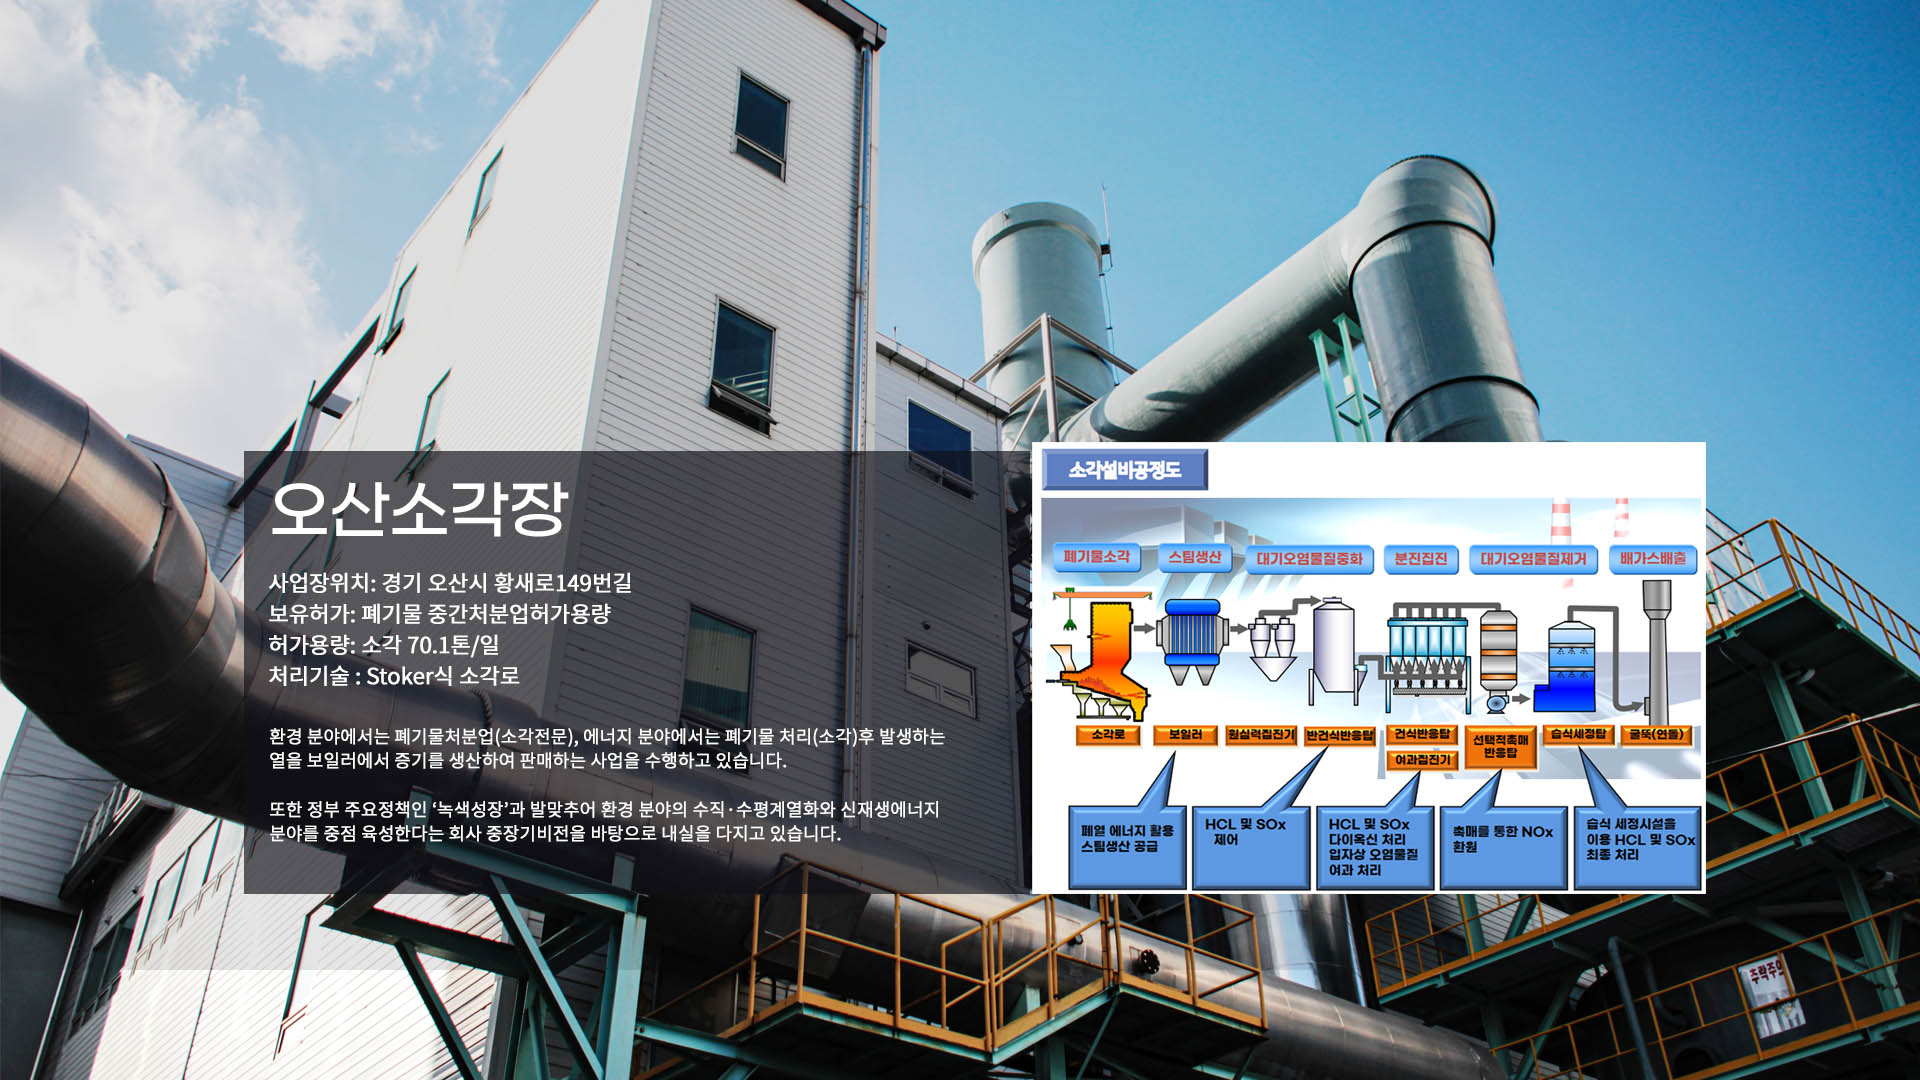 오산소각장
사업장위치: 경기 오산시 황새로149번길
보유허가: 폐기물 중간처분업허가용량
허가용량: 소각 70.1톤/일
처리기술 : Stoker식 소각로
환경 분야에서는 폐기물처분업(소각전문), 에너지 분야에서는 폐기물 처리(소각)후 발생하는
열을 보일러에서 증기를 생산하여 판매하는 사업을 수행하고 있습니다.
또한 정부 주요정책인 ‘녹색성장’과 발맞추어 환경 분야의 수직·수평계열화와 신재생에너지
분야를 중점 육성한다는 회사 중장기비전을 바탕으로 내실을 다지고 있습니다.
소각설비공정도
폐기물소각 스팀생산 대기오염물질중화 분진집진 대기오염물질제거 배가스배출
소각로 보일러 원심력집진기 반건식반응탑 건식반응탑 선택적촉매 습식세정탑 굴뚝(연돌)
반응탑
여과집진기
폐열 에너지 활용
스팀생산 공급
HCL 및 SOx
제어
HCL 및 SOx
다이옥신 처리
입자상 오염물질
여과 처리
촉매를 통한 NOx
환원
습식 세정시설을
이용 HCL 및 SOx
최종 처리
추락주의